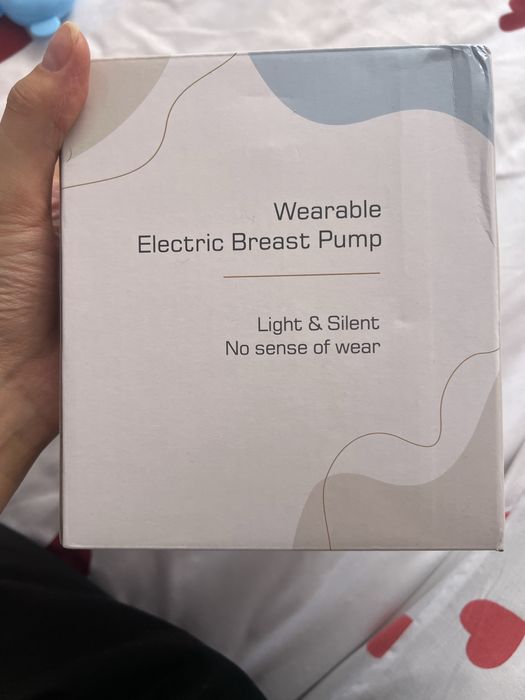 Wearable
Electric Breast Pump
Light & Silent
No sense of wear